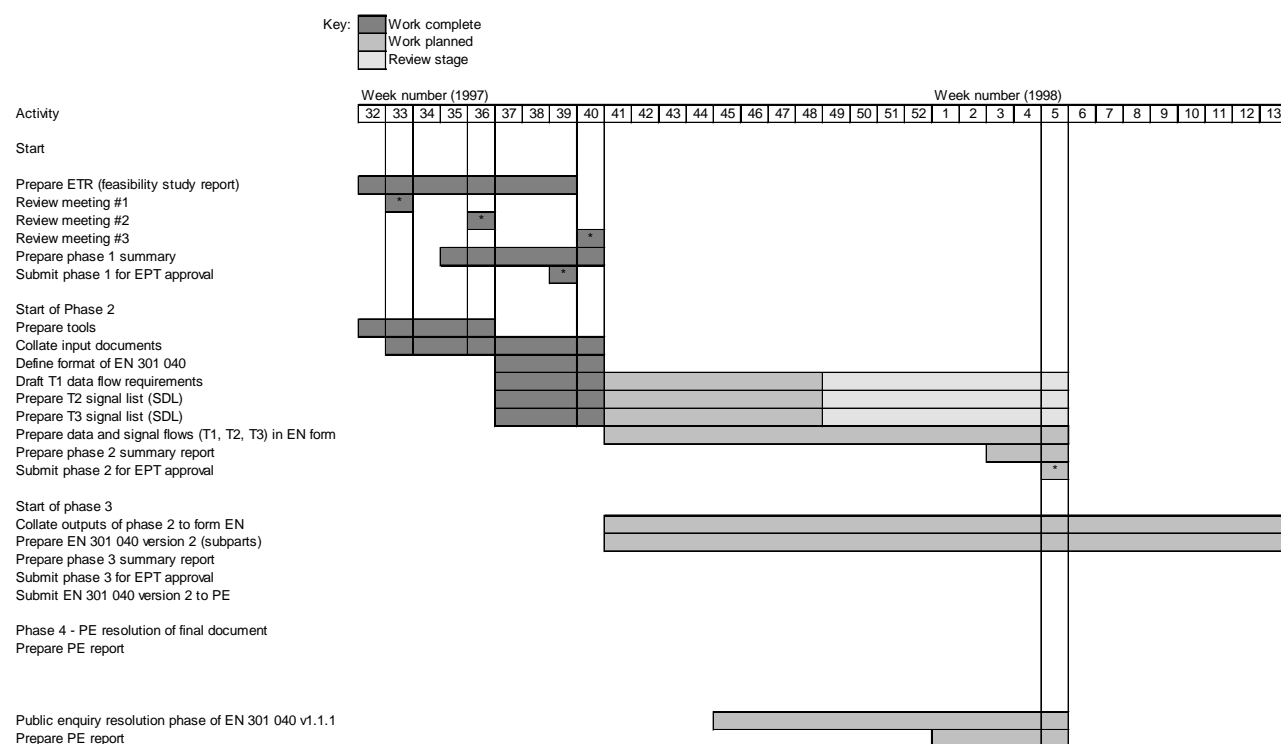 Key: Work complete
Work planned
Review stage
Week number (1997) Week number (1998)
Activity 32 33 34 35 36 37 38 39 40 41 42 43 44 45 46 47 48 49 50 51 52 1 2 3 4 5 6 7 8 9 10 11 12 13
Start
Prepare ETR (feasibility study report)
Review meeting #1 *
Review meeting #2 *
Review meeting #3 *
Prepare phase 1 summary
Submit phase 1 for EPT approval *
Start of Phase 2
Prepare tools
Collate input documents
Define format of EN 301 040
Draft T1 data flow requirements
Prepare T2 signal list (SDL)
Prepare T3 signal list (SDL)
Prepare data and signal flows (T1, T2, T3) in EN form
Prepare phase 2 summary report
Submit phase 2 for EPT approval *
Start of phase 3
Collate outputs of phase 2 to form EN
Prepare EN 301 040 version 2 (subparts)
Prepare phase 3 summary report
Submit phase 3 for EPT approval
Submit EN 301 040 version 2 to PE
Phase 4 - PE resolution of final document
Prepare PE report
Public enquiry resolution phase of EN 301 040 v1.1.1
Prepare PE report